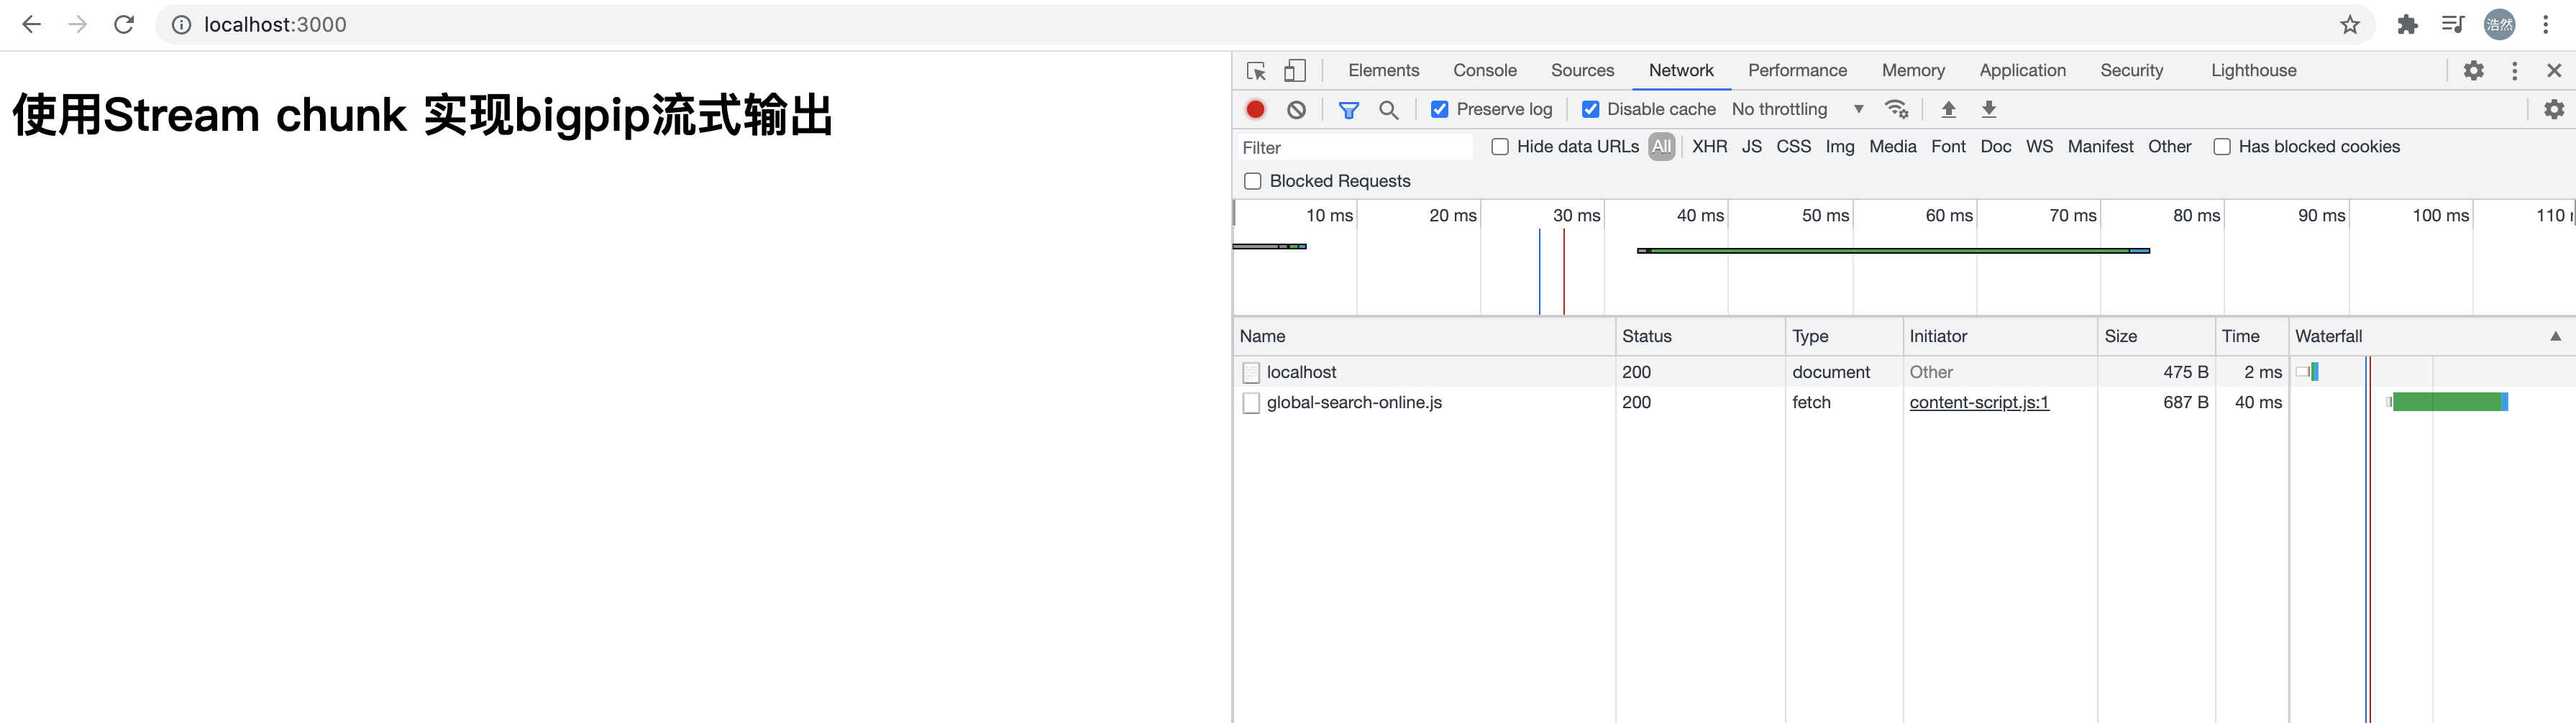 localhost:3000
浩然
使用Stream chunk 实现bigpip流式输出
Elements Console Sources Network Performance Memory Application Security Lighthouse
Preserve log Disable cache No throttling
Filter Hide data URLs All XHR JS CSS Img Media Font Doc WS Manifest Other Has blocked cookies
Blocked Requests
10 ms 20 ms 30 ms 40 ms 50 ms 60 ms 70 ms 80 ms 90 ms 100 ms 110
Name Status Type Initiator Size Time Waterfall
localhost 200 document Other 475 B 2 ms
global-search-online.js 200 fetch content-script.js:1 687 B 40 ms